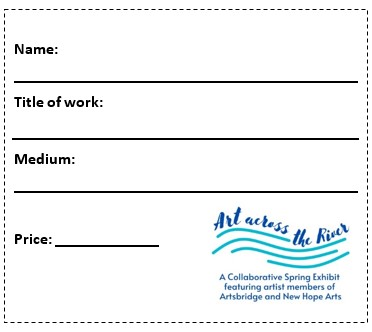 Name:
Title of work:
Medium:
Price:
Art across
the River
A Collaborative Spring Exhibit
featuring artist members of
Artsbridge and New Hope Arts